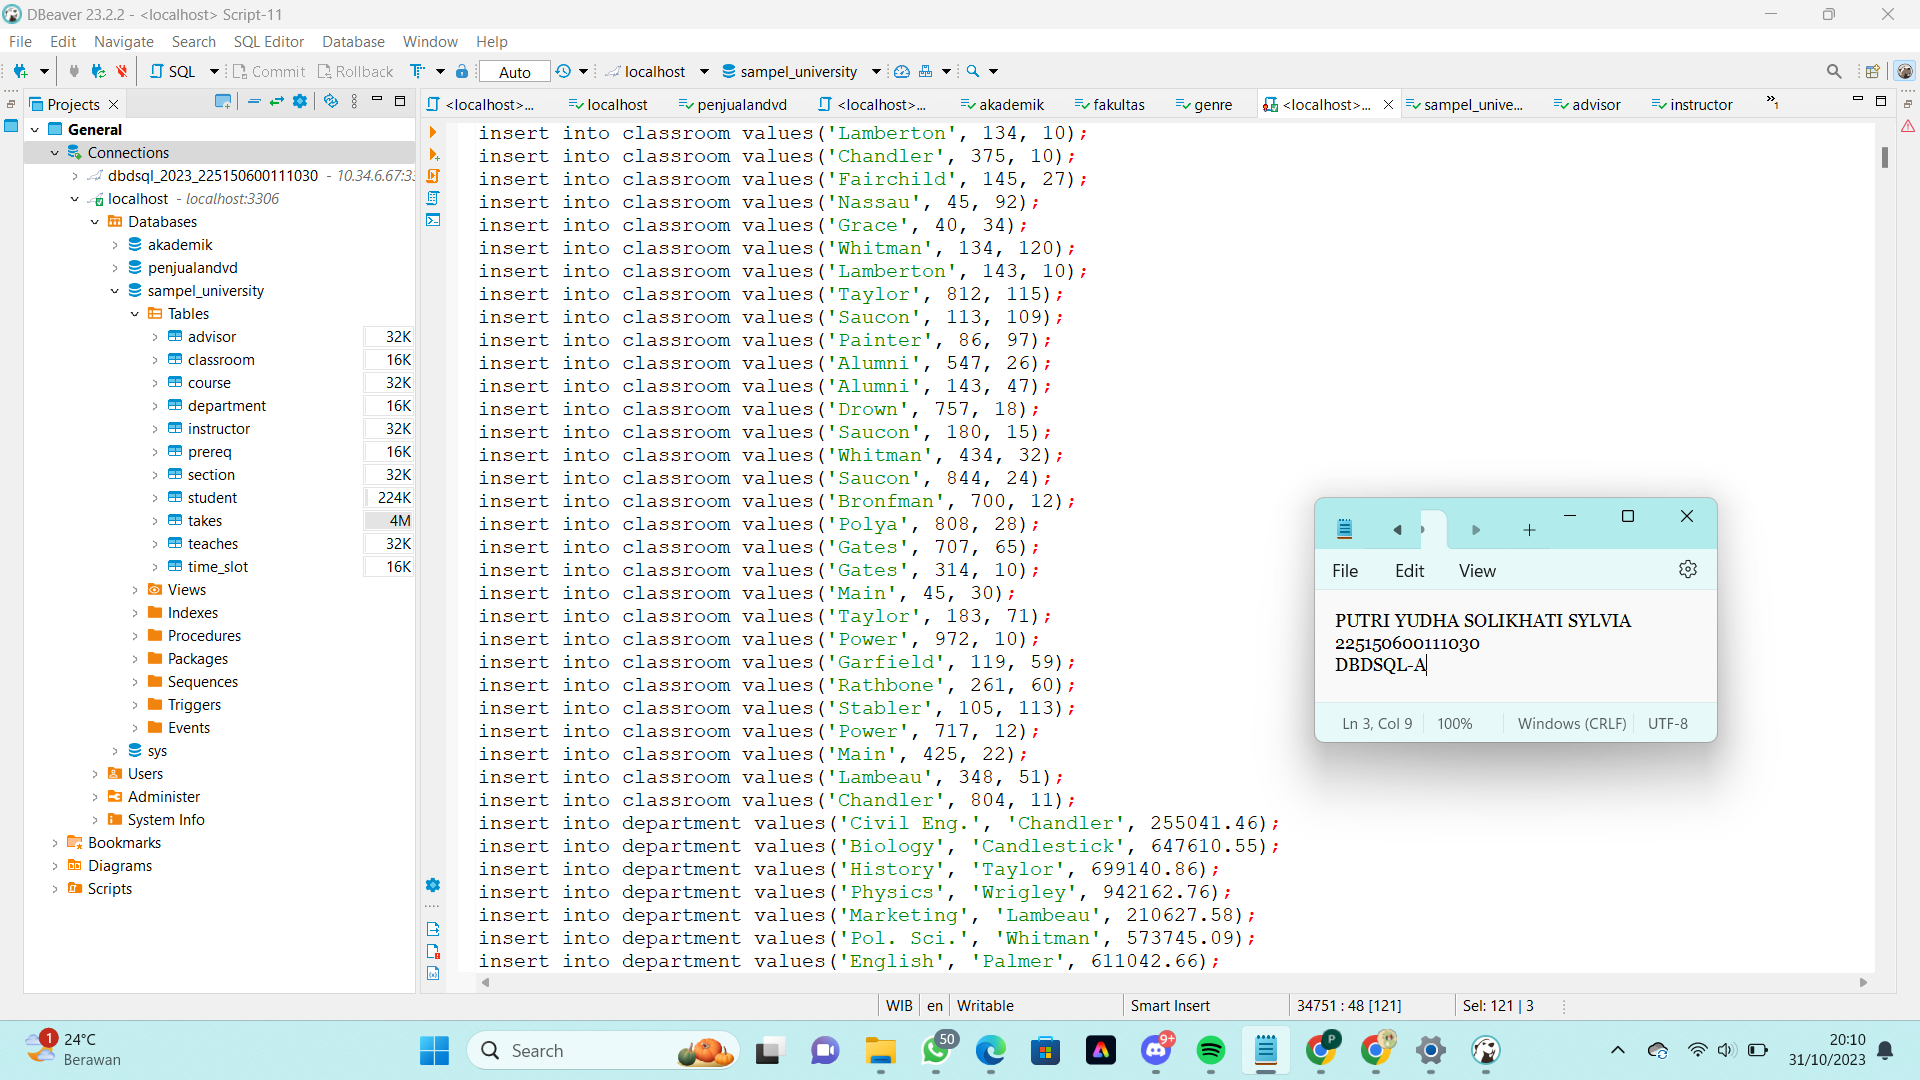 DBeaver 23.2.2 - <localhost> Script-11
File Edit Navigate Search SQL Editor Database Window Help
SQL Commit Rollback Auto localhost sampel_university
Projects
<localhost>... localhost penjualandvd <localhost>... akademik fakultas genre <localhost>... sampel_unive... advisor instructor »1
General
Connections
dbdsql_2023_225150600111030 - 10.34.6.67:3
localhost - localhost:3306
Databases
akademik
penjualandvd
sampel_university
Tables
advisor 32K
classroom 16K
course 32K
department 16K
instructor 32K
prereq 16K
section 32K
student 224K
takes 4M
teaches 32K
time_slot 16K
Views
Indexes
Procedures
Packages
Sequences
Triggers
Events
sys
Users
Administer
System Info
Bookmarks
Diagrams
Scripts
insert into classroom values('Lamberton', 134, 10);
insert into classroom values('Chandler', 375, 10);
insert into classroom values('Fairchild', 145, 27);
insert into classroom values('Nassau', 45, 92);
insert into classroom values('Grace', 40, 34);
insert into classroom values('Whitman', 134, 120);
insert into classroom values('Lamberton', 143, 10);
insert into classroom values('Taylor', 812, 115);
insert into classroom values('Saucon', 113, 109);
insert into classroom values('Painter', 86, 97);
insert into classroom values('Alumni', 547, 26);
insert into classroom values('Alumni', 143, 47);
insert into classroom values('Drown', 757, 18);
insert into classroom values('Saucon', 180, 15);
insert into classroom values('Whitman', 434, 32);
insert into classroom values('Saucon', 844, 24);
insert into classroom values('Bronfman', 700, 12);
insert into classroom values('Polya', 808, 28);
insert into classroom values('Gates', 707, 65);
insert into classroom values('Gates', 314, 10);
insert into classroom values('Main', 45, 30);
insert into classroom values('Taylor', 183, 71);
insert into classroom values('Power', 972, 10);
insert into classroom values('Garfield', 119, 59);
insert into classroom values('Rathbone', 261, 60);
insert into classroom values('Stabler', 105, 113);
insert into classroom values('Power', 717, 12);
insert into classroom values('Main', 425, 22);
insert into classroom values('Lambeau', 348, 51);
insert into classroom values('Chandler', 804, 11);
insert into department values('Civil Eng.', 'Chandler', 255041.46);
insert into department values('Biology', 'Candlestick', 647610.55);
insert into department values('History', 'Taylor', 699140.86);
insert into department values('Physics', 'Wrigley', 942162.76);
insert into department values('Marketing', 'Lambeau', 210627.58);
insert into department values('Pol. Sci.', 'Whitman', 573745.09);
insert into department values('English', 'Palmer', 611042.66);
File Edit View
PUTRI YUDHA SOLIKHATI SYLVIA
225150600111030
DBDSQL-A
Ln 3, Col 9 100% Windows (CRLF) UTF-8
WIB en Writable Smart Insert 34751 : 48 [121] Sel: 121 | 3
1 24°C
Berawan
Search
50
9+
P
20:10
31/10/2023